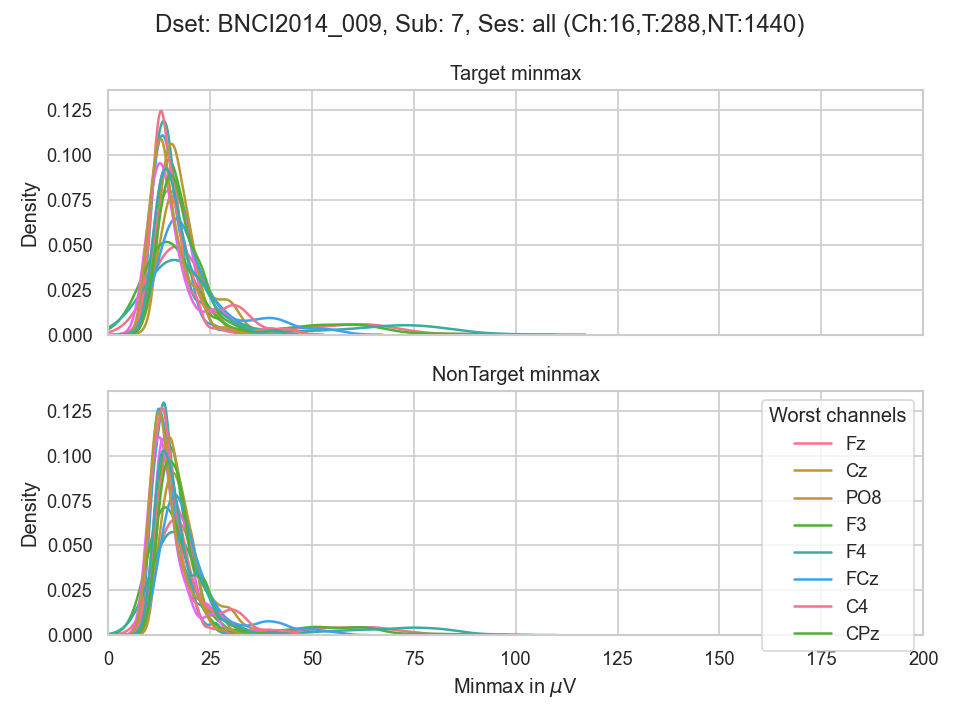 Dset: BNCI2014_009, Sub: 7, Ses: all (Ch:16,T:288,NT:1440)
Target minmax
0.125
0.100
0.075
0.050
0.025
0.000
Density
NonTarget minmax
0.125
0.100
0.075
0.050
0.025
0.000
Density
Worst channels
Fz
Cz
PO8
F3
F4
FCz
C4
CPz
0 25 50 75 100 125 150 175 200
Minmax in μV